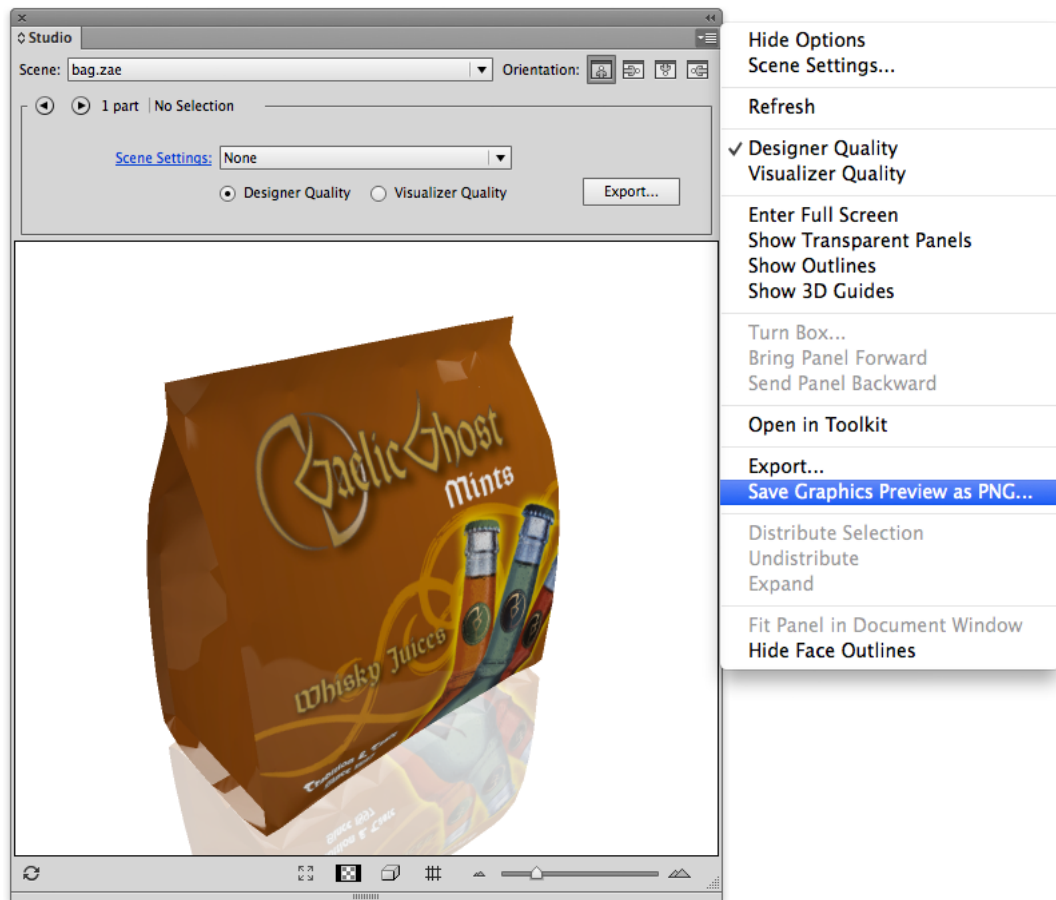 Studio
Scene: bag.zae Orientation:
1 part No Selection
Scene Settings: None
Designer Quality Visualizer Quality Export...
Gaelic Ghost
Mints
Whisky Juices
Tradition & Taste
Hide Options
Scene Settings...
Refresh
Designer Quality
Visualizer Quality
Enter Full Screen
Show Transparent Panels
Show Outlines
Show 3D Guides
Turn Box...
Bring Panel Forward
Send Panel Backward
Open in Toolkit
Export...
Save Graphics Preview as PNG...
Distribute Selection
Undistribute
Expand
Fit Panel in Document Window
Hide Face Outlines